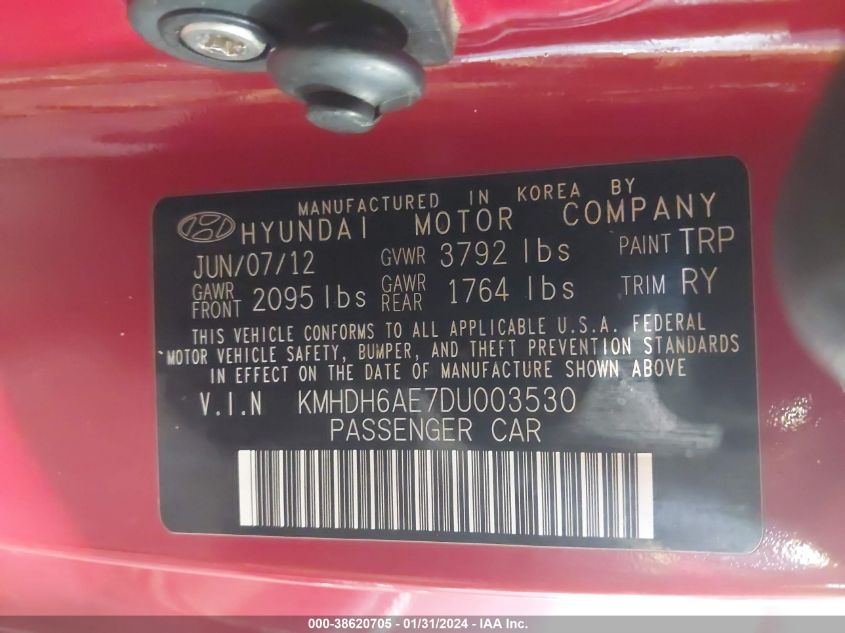 MANUFACTURED IN KOREA BY
HYUNDAI MOTOR COMPANY
JUN/07/12 GVWR 3792 lbs PAINT TRP
GAWR FRONT 2095 lbs GAWR REAR 1764 lbs TRIM RY
THIS VEHICLE CONFORMS TO ALL APPLICABLE U.S.A. FEDERAL
MOTOR VEHICLE SAFETY, BUMPER, AND THEFT PREVENTION STANDARDS
IN EFFECT ON THE DATE OF MANUFACTURE SHOWN ABOVE
V.I.N KMHDH6AE7DU003530
PASSENGER CAR
000-38620705 - 01/31/2024 - IAA Inc.